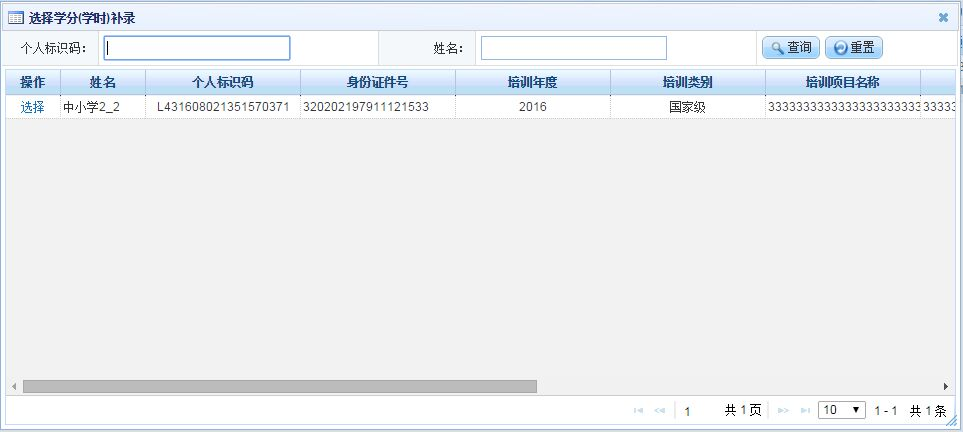 选择学分(学时)补录
个人标识码： 姓名： 查询 重置
操作 姓名 个人标识码 身份证件号 培训年度 培训类别 培训项目名称
选择 中小学2_2 L431608021351570371 320202197911121533 2016 国家级 33333333333333333333333 33333
1 共 1 页 10 1 - 1 共 1 条